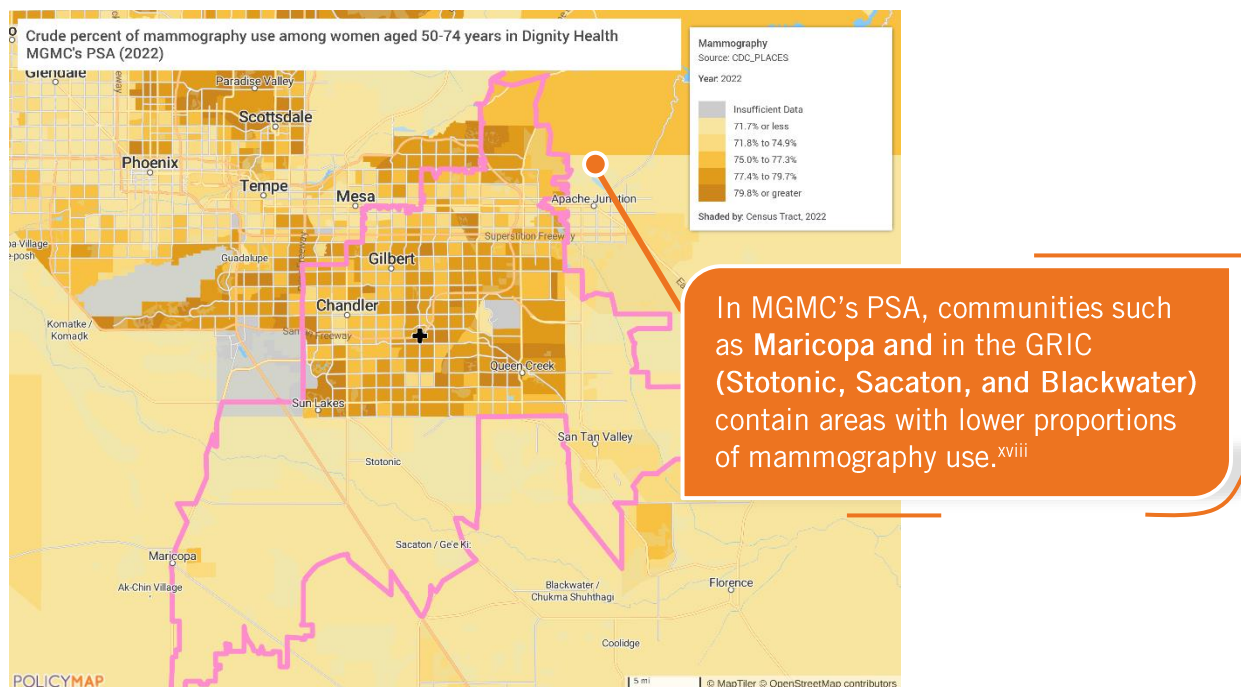 Crude percent of mammography use among women aged 50-74 years in Dignity Health
MGMC's PSA (2022)
Mammography
Source: CDC_PLACES
Year: 2022
Insufficient Data
71.7% or less
71.8% to 74.9%
75.0% to 77.3%
77.4% to 79.7%
79.8% or greater
Shaded by: Census Tract, 2022
Glendale
Paradise Valley
Scottsdale
Phoenix
Tempe
Mesa
Apache Junction
Superstition Freeway
Guadalupe
Gilbert
Chandler
Komatke /
Komaḍk
Queen Creek
Sun Lakes
San Tan Valley
Stotonic
Sacaton / Ge'e Ki:
Maricopa
Ak-Chin Village
Blackwater /
Chukma Shuhthagi
Florence
Coolidge
In MGMC’s PSA, communities such
as Maricopa and in the GRIC
(Stotonic, Sacaton, and Blackwater)
contain areas with lower proportions
of mammography use.xviii
POLICYMAP
5 mi
© MapTiler © OpenStreetMap contributors